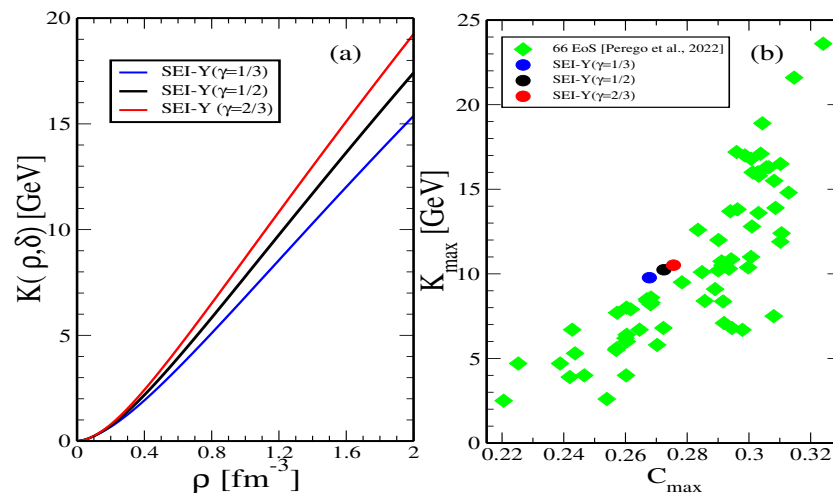 (a)
SEI-Y(γ=1/3)
SEI-Y(γ=1/2)
SEI-Y (γ=2/3)
K(ρ,δ) [GeV]
20
15
10
5
0
0
0.4
0.8
1.2
1.6
2
ρ [fm⁻³]
(b)
66 EoS [Perego et al., 2022]
SEI-Y(γ=1/3)
SEI-Y(γ=1/2)
SEI-Y(γ=2/3)
K_max [GeV]
25
20
15
10
5
0
0.22
0.24
0.26
0.28
0.3
0.32
C_max